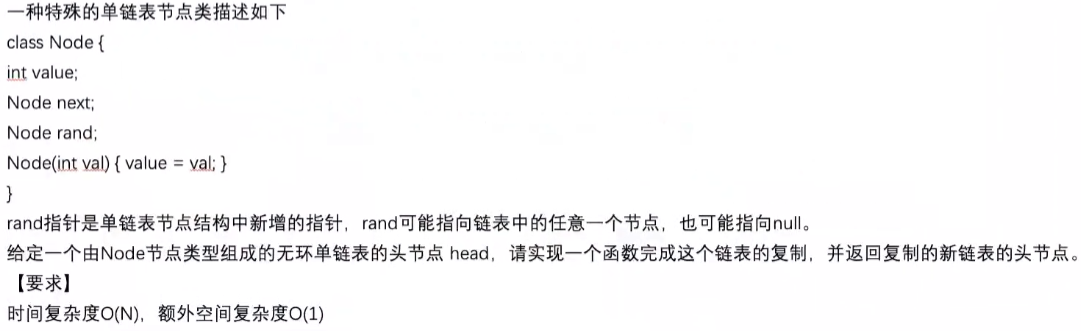 一种特殊的单链表节点类描述如下
class Node {
int value;
Node next;
Node rand;
Node(int val) { value = val; }
}
rand指针是单链表节点结构中新增的指针，rand可能指向链表中的任意一个节点，也可能指向null。
给定一个由Node节点类型组成的无环单链表的头节点 head，请实现一个函数完成这个链表的复制，并返回复制的新链表的头节点。
【要求】
时间复杂度O(N)，额外空间复杂度O(1)